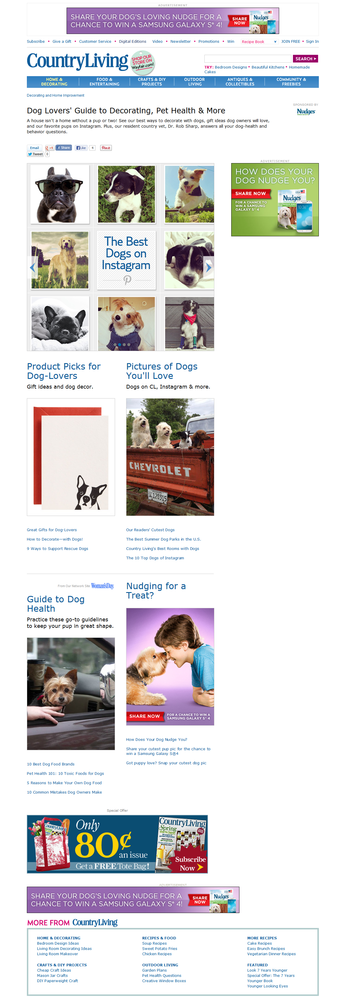 ADVERTISEMENT
SHARE YOUR DOG'S LOVING NUDGE FOR A
CHANCE TO WIN A SAMSUNG GALAXY S® 4!
SHARE
NOW
Nudges
Subscribe • Give a Gift • Customer Service • Digital Editions Video • Newsletter • Promotions • Win Recipe Book JOIN FREE • Sign In
CountryLiving
SHOP OUR
STORE ON
Wayfair.com!
SEARCH >
TRY: Bedroom Designs • Beautiful Kitchens • Homemade
Cakes
HOME &
DECORATING
FOOD &
ENTERTAINING
CRAFTS & DIY
PROJECTS
OUTDOOR
LIVING
ANTIQUES &
COLLECTIBLES
COMMUNITY &
FREEBIES
Decorating and Home Improvement
SPONSORED BY
Nudges
Dog Lovers' Guide to Decorating, Pet Health & More
A house isn't a home without a pup or two! See our best ways to decorate with dogs, gift ideas dog owners will love,
and our favorite pups on Instagram. Plus, our resident country vet, Dr. Rob Sharp, answers all your dog-health and
behavior questions.
Email g +1 f Share f Like 4 Pin it
Tweet 0
ADVERTISEMENT
HOW DOES YOUR
DOG NUDGE YOU?
SHARE NOW
FOR A CHANCE TO
WIN A SAMSUNG
GALAXY S® 4
USA
Nudges
10:36
The Best
Dogs on
Instagram
Product Picks for
Dog-Lovers
Gift ideas and dog decor.
Pictures of Dogs
You'll Love
Dogs on CL, Instagram & more.
CHEVROLET
MISSISSIPPI
120315
Great Gifts for Dog-Lovers
How to Decorate—with Dogs!
9 Ways to Support Rescue Dogs
Our Readers' Cutest Dogs
The Best Summer Dog Parks in the U.S.
Country Living's Best Rooms with Dogs
The 10 Top Dogs of Instagram
From Our Network Site Woman'sDay
Guide to Dog
Health
Practice these go-to guidelines
to keep your pup in great shape.
Nudging for a
Treat?
SHARE NOW
FOR A CHANCE TO WIN A
SAMSUNG GALAXY S® 4
How Does Your Dog Nudge You?
Share your cutest pup pic for the chance to
win a Samsung Galaxy S®4
Got puppy love? Snap your cutest dog pic
10 Best Dog Food Brands
Pet Health 101: 10 Toxic Foods for Dogs
5 Reasons to Make Your Own Dog Food
10 Common Mistakes Dog Owners Make
Special Offer
CountryLiving
Only
80¢
an issue
Get a FREE Tote Bag!
CountryLiving
Spring
starts here!
Subscribe
Now
ADVERTISEMENT
SHARE YOUR DOG'S LOVING NUDGE FOR A
CHANCE TO WIN A SAMSUNG GALAXY S® 4!
SHARE
NOW
Nudges
MORE FROM CountryLiving
HOME & DECORATING
Bedroom Design Ideas
Living Room Decorating Ideas
Living Room Makeover
RECIPES & FOOD
Soup Recipes
Sweet Potato Fries
Chicken Recipes
MORE RECIPES
Cake Recipes
Easy Brunch Recipes
Vegetarian Dinner Recipes
CRAFTS & DIY PROJECTS
Cheap Craft Ideas
Mason Jar Crafts
DIY Paperweight Craft
OUTDOOR LIVING
Garden Plans
Pet Health Questions
Creative Window Boxes
FEATURED
Look 7 Years Younger
Special Offer: The 7 Years
Younger Book
Younger Looking Eyes